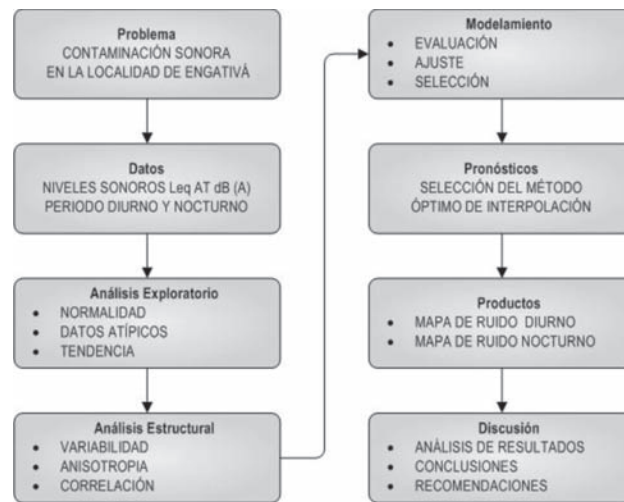 Problema
CONTAMINACIÓN SONORA
EN LA LOCALIDAD DE ENGATIVÁ
Datos
NIVELES SONOROS Leq AT dB (A)
PERIODO DIURNO Y NOCTURNO
Análisis Exploratorio
• NORMALIDAD
• DATOS ATÍPICOS
• TENDENCIA
Análisis Estructural
• VARIABILIDAD
• ANISOTROPIA
• CORRELACIÓN
Modelamiento
• EVALUACIÓN
• AJUSTE
• SELECCIÓN
Pronósticos
SELECCIÓN DEL MÉTODO
ÓPTIMO DE INTERPOLACIÓN
Productos
• MAPA DE RUIDO DIURNO
• MAPA DE RUIDO NOCTURNO
Discusión
• ANÁLISIS DE RESULTADOS
• CONCLUSIONES
• RECOMENDACIONES